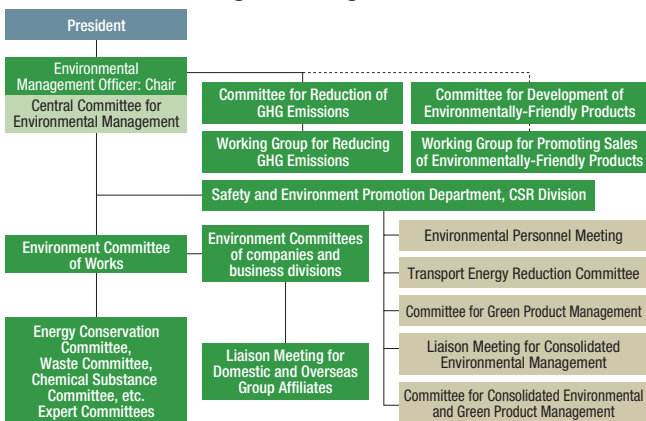 President
Environmental
Management Officer: Chair
Central Committee for
Environmental Management
Committee for Reduction of
GHG Emissions
Committee for Development of
Environmentally-Friendly Products
Working Group for Reducing
GHG Emissions
Working Group for Promoting Sales
of Environmentally-Friendly Products
Safety and Environment Promotion Department, CSR Division
Environment Committee
of Works
Environment Committees
of companies and
business divisions
Environmental Personnel Meeting
Transport Energy Reduction Committee
Committee for Green Product Management
Liaison Meeting for Consolidated
Environmental Management
Committee for Consolidated Environmental
and Green Product Management
Energy Conservation
Committee,
Waste Committee,
Chemical Substance
Committee, etc.
Expert Committees
Liaison Meeting for
Domestic and Overseas
Group Affiliates